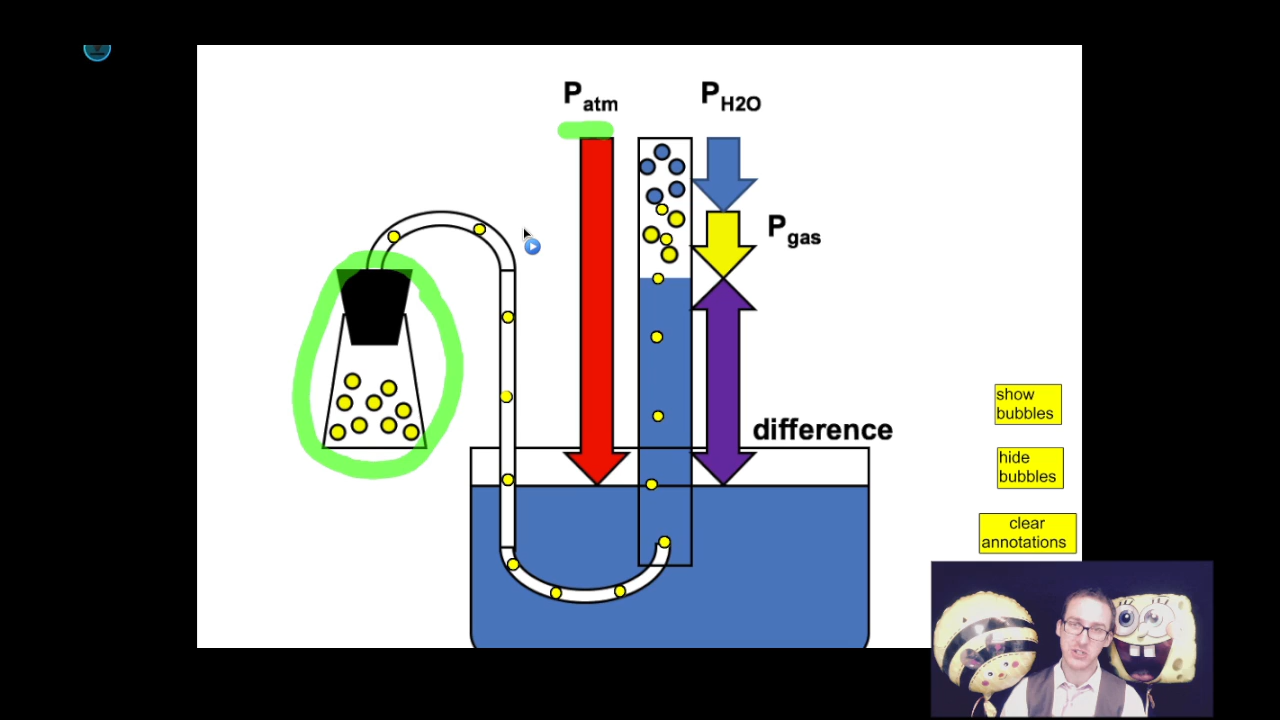 Patm
PH2O
Pgas
difference
show
bubbles
hide
bubbles
clear
annotations